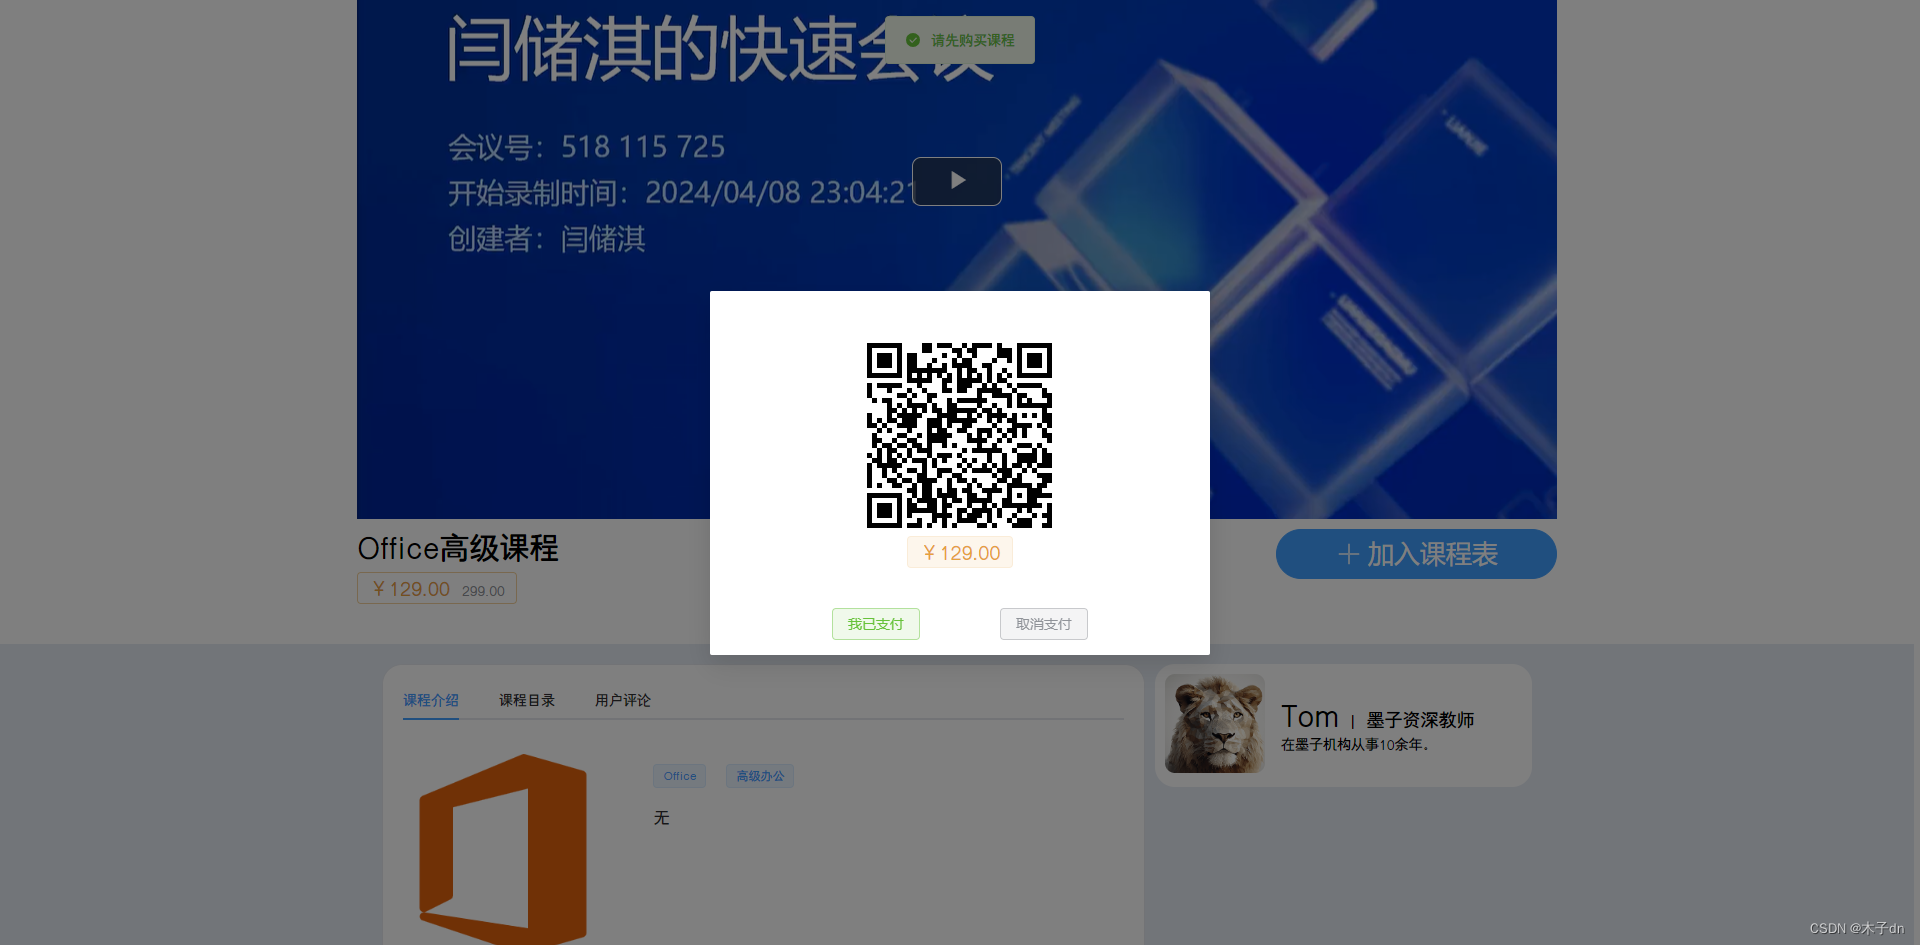 闫储淇的快速会议
请先购买课程
会议号：518 115 725
开始录制时间：2024/04/08 23:04:21
创建者：闫储淇
Office高级课程
￥129.00 299.00
＋ 加入课程表
￥129.00
我已支付
取消支付
课程介绍
课程目录
用户评论
Office
高级办公
无
Tom | 墨子资深教师
在墨子机构从事10余年。
CSDN @木子dn